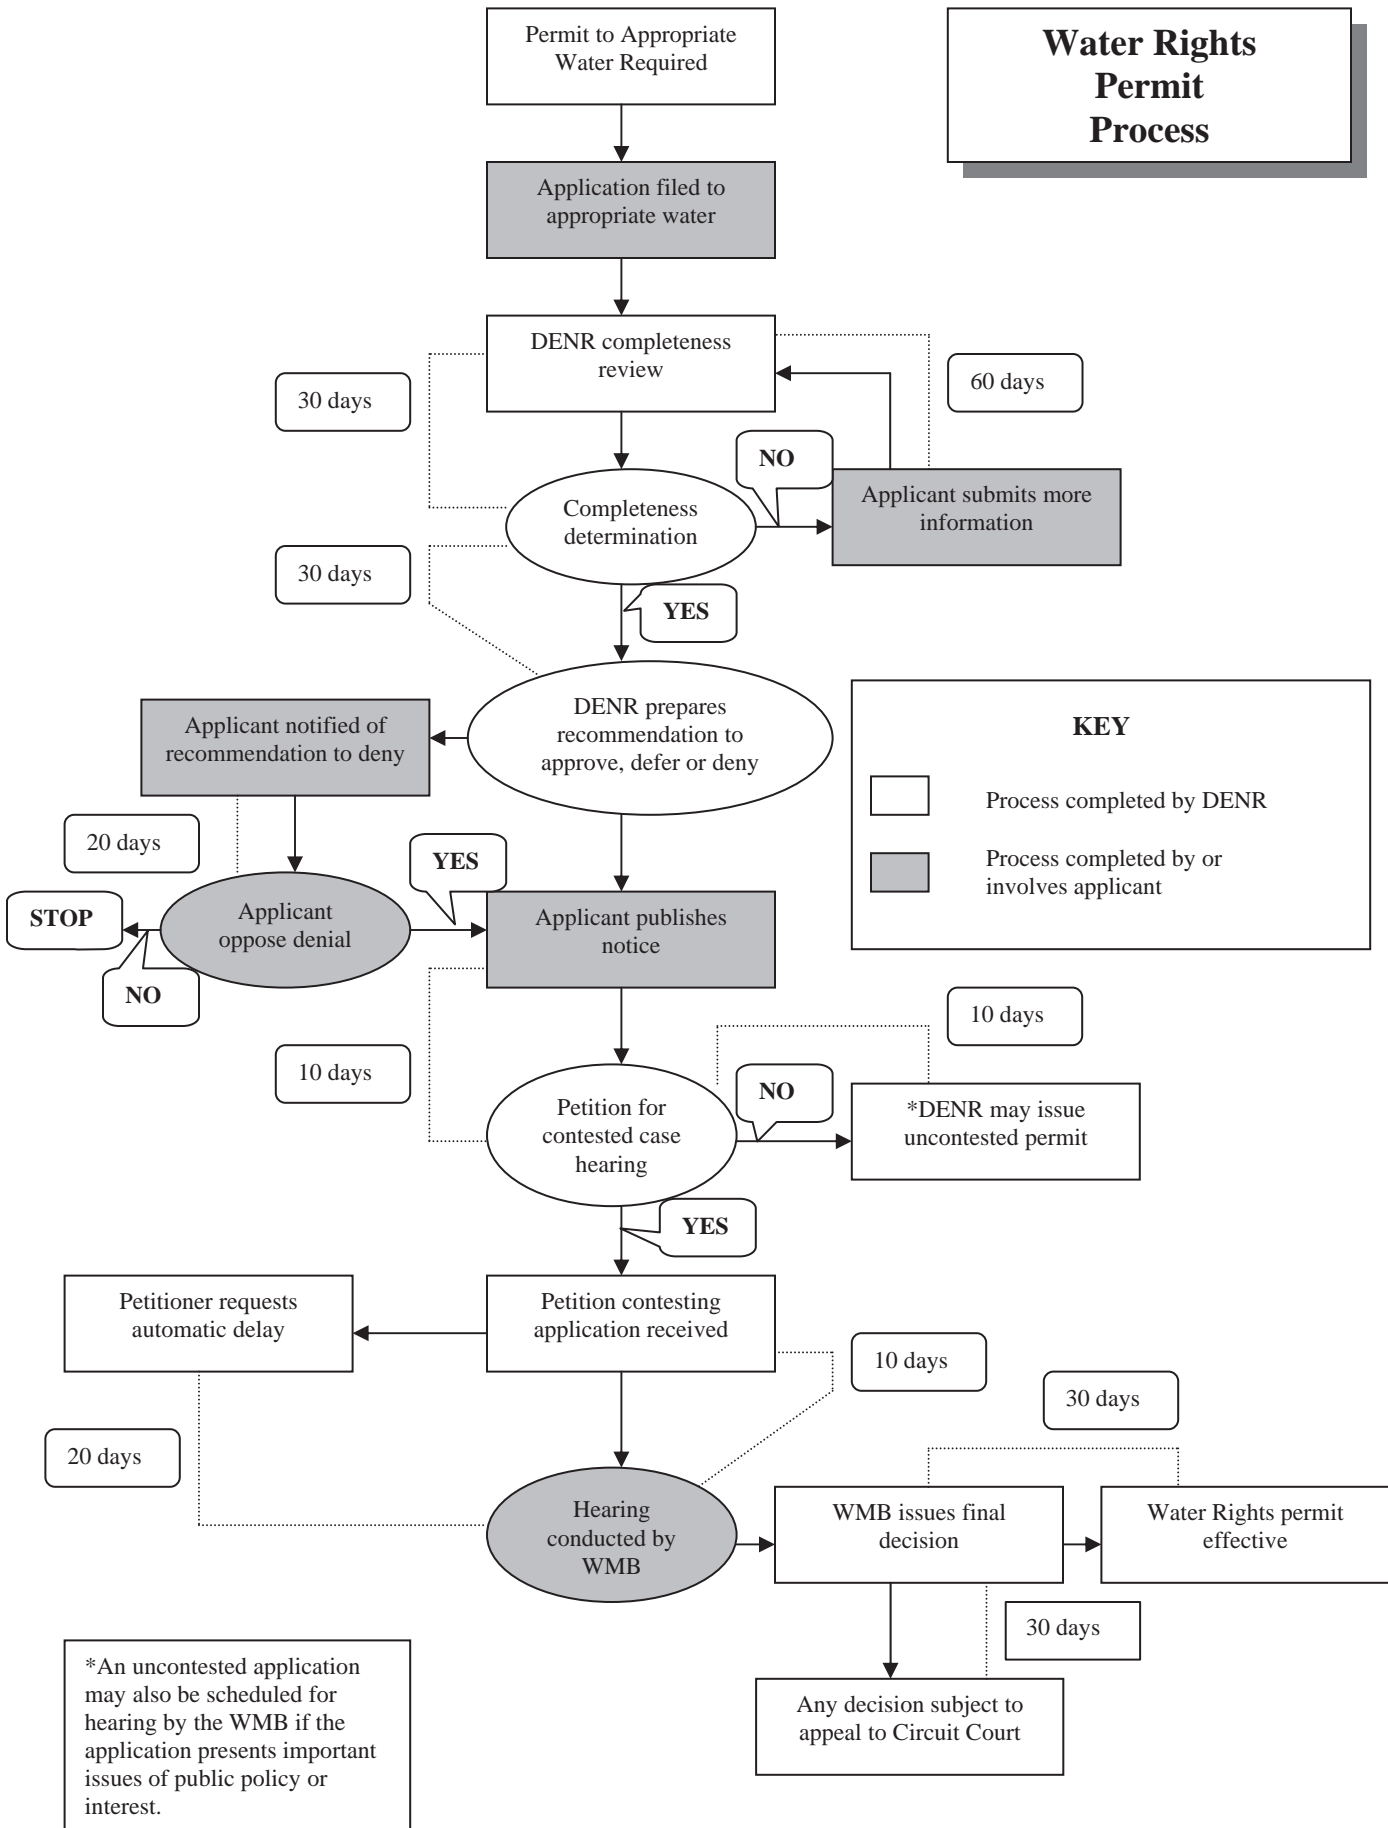 Permit to Appropriate
Water Required
Water Rights
Permit
Process
Application filed to
appropriate water
DENR completeness
review
30 days
60 days
NO
Applicant submits more
information
Completeness
determination
30 days
YES
DENR prepares
recommendation to
approve, defer or deny
Applicant notified of
recommendation to deny
KEY
Process completed by DENR
Process completed by or
involves applicant
20 days
YES
STOP
Applicant
oppose denial
NO
Applicant publishes
notice
10 days
10 days
NO
Petition for
contested case
hearing
*DENR may issue
uncontested permit
YES
Petitioner requests
automatic delay
Petition contesting
application received
10 days
30 days
20 days
Hearing
conducted by
WMB
WMB issues final
decision
Water Rights permit
effective
30 days
Any decision subject to
appeal to Circuit Court
*An uncontested application
may also be scheduled for
hearing by the WMB if the
application presents important
issues of public policy or
interest.